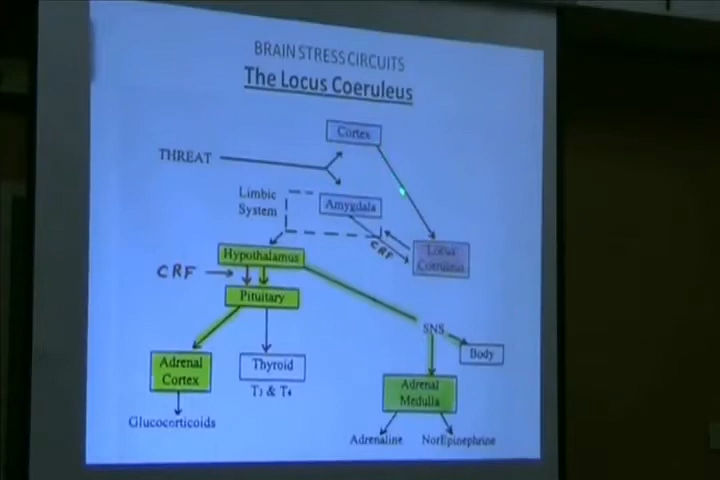 BRAIN STRESS CIRCUITS
The Locus Coeruleus
Cortex
THREAT
Limbic
System
Amygdala
CRF
Locus
Coeruleus
Hypothalamus
CRF
Pituitary
SNS
Body
Adrenal
Cortex
Thyroid
T₃ & T₄
Adrenal
Medulla
Glucocorticoids
Adrenaline
NorEpinephrine